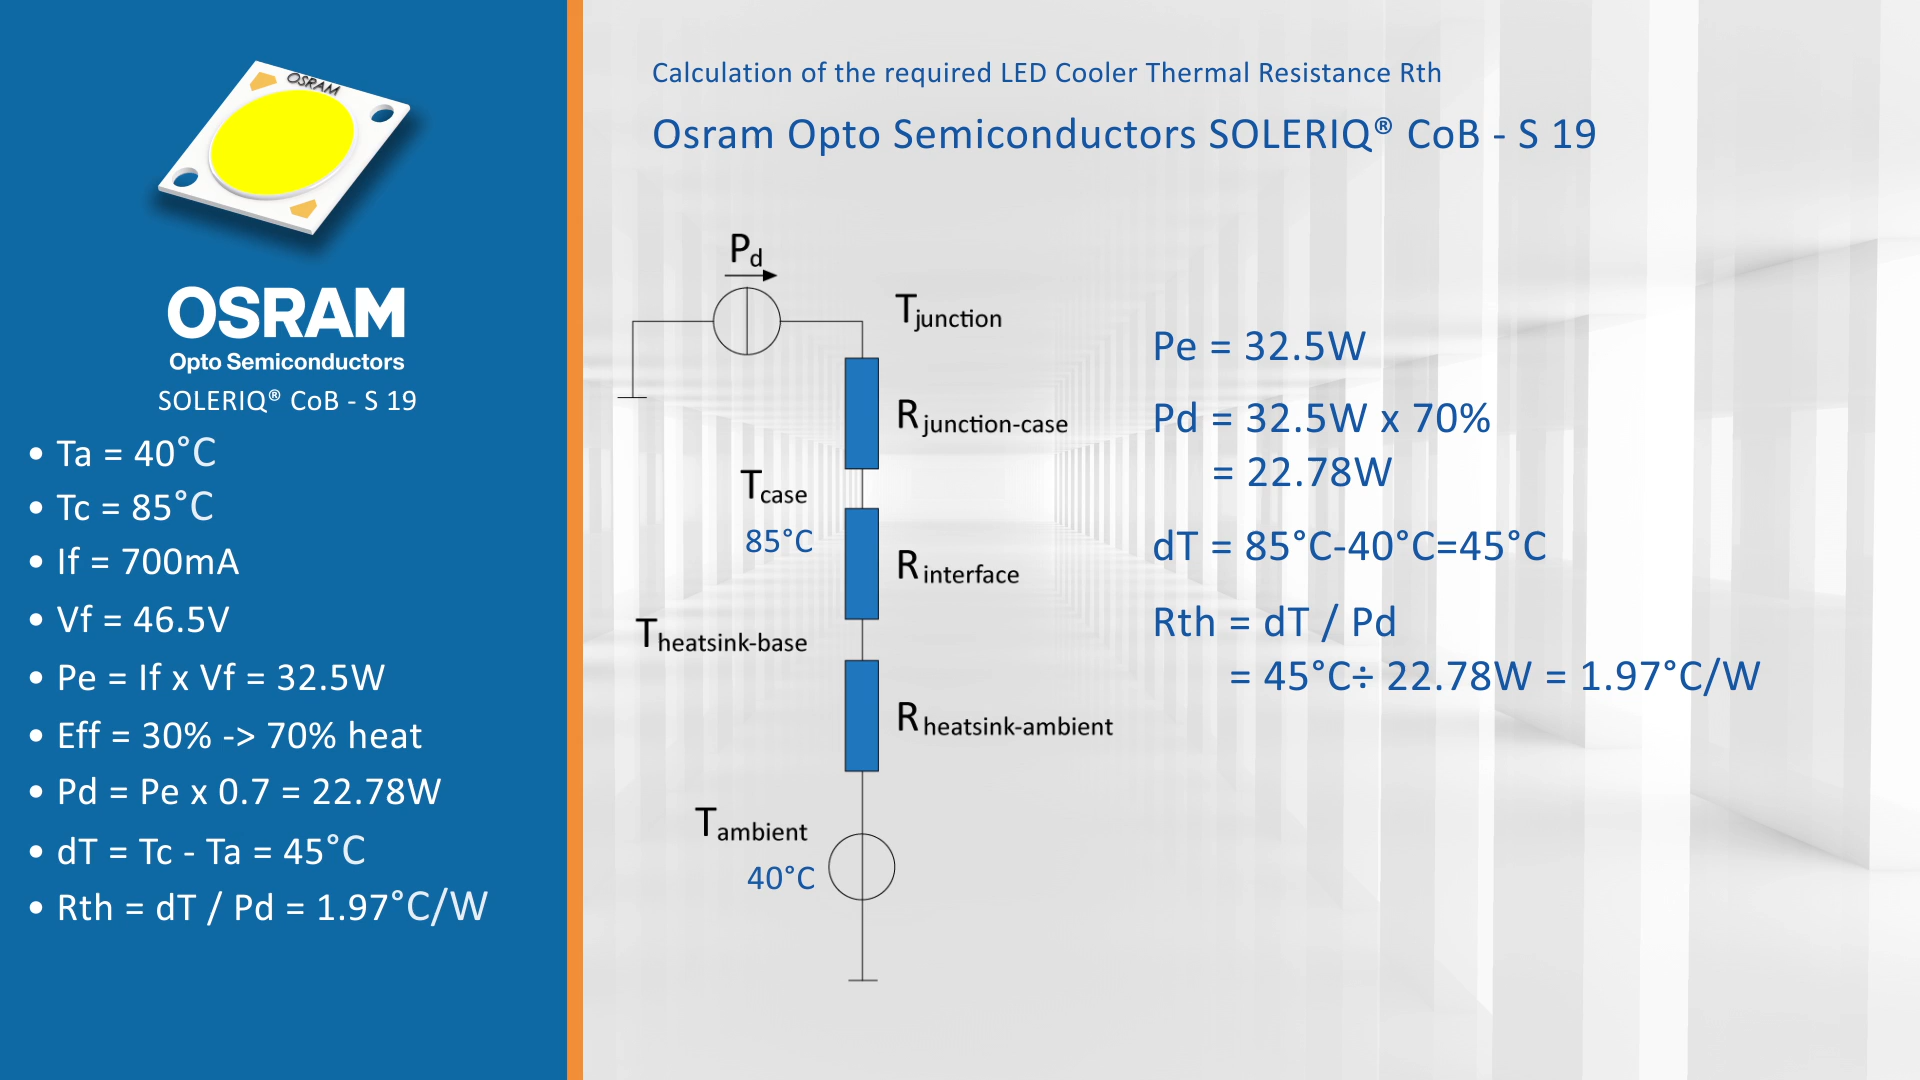 OSRAM
OSRAM
Opto Semiconductors
SOLERIQ® CoB - S 19
• Ta = 40°C
• Tc = 85°C
• If = 700mA
• Vf = 46.5V
• Pe = If x Vf = 32.5W
• Eff = 30% -> 70% heat
• Pd = Pe x 0.7 = 22.78W
• dT = Tc - Ta = 45°C
• Rth = dT / Pd = 1.97°C/W
Calculation of the required LED Cooler Thermal Resistance Rth
Osram Opto Semiconductors SOLERIQ® CoB - S 19
Pd
Tjunction
Rjunction-case
Tcase
85°C
Rinterface
Theatsink-base
Rheatsink-ambient
Tambient
40°C
Pe = 32.5W
Pd = 32.5W x 70%
= 22.78W
dT = 85°C-40°C=45°C
Rth = dT / Pd
= 45°C÷ 22.78W = 1.97°C/W